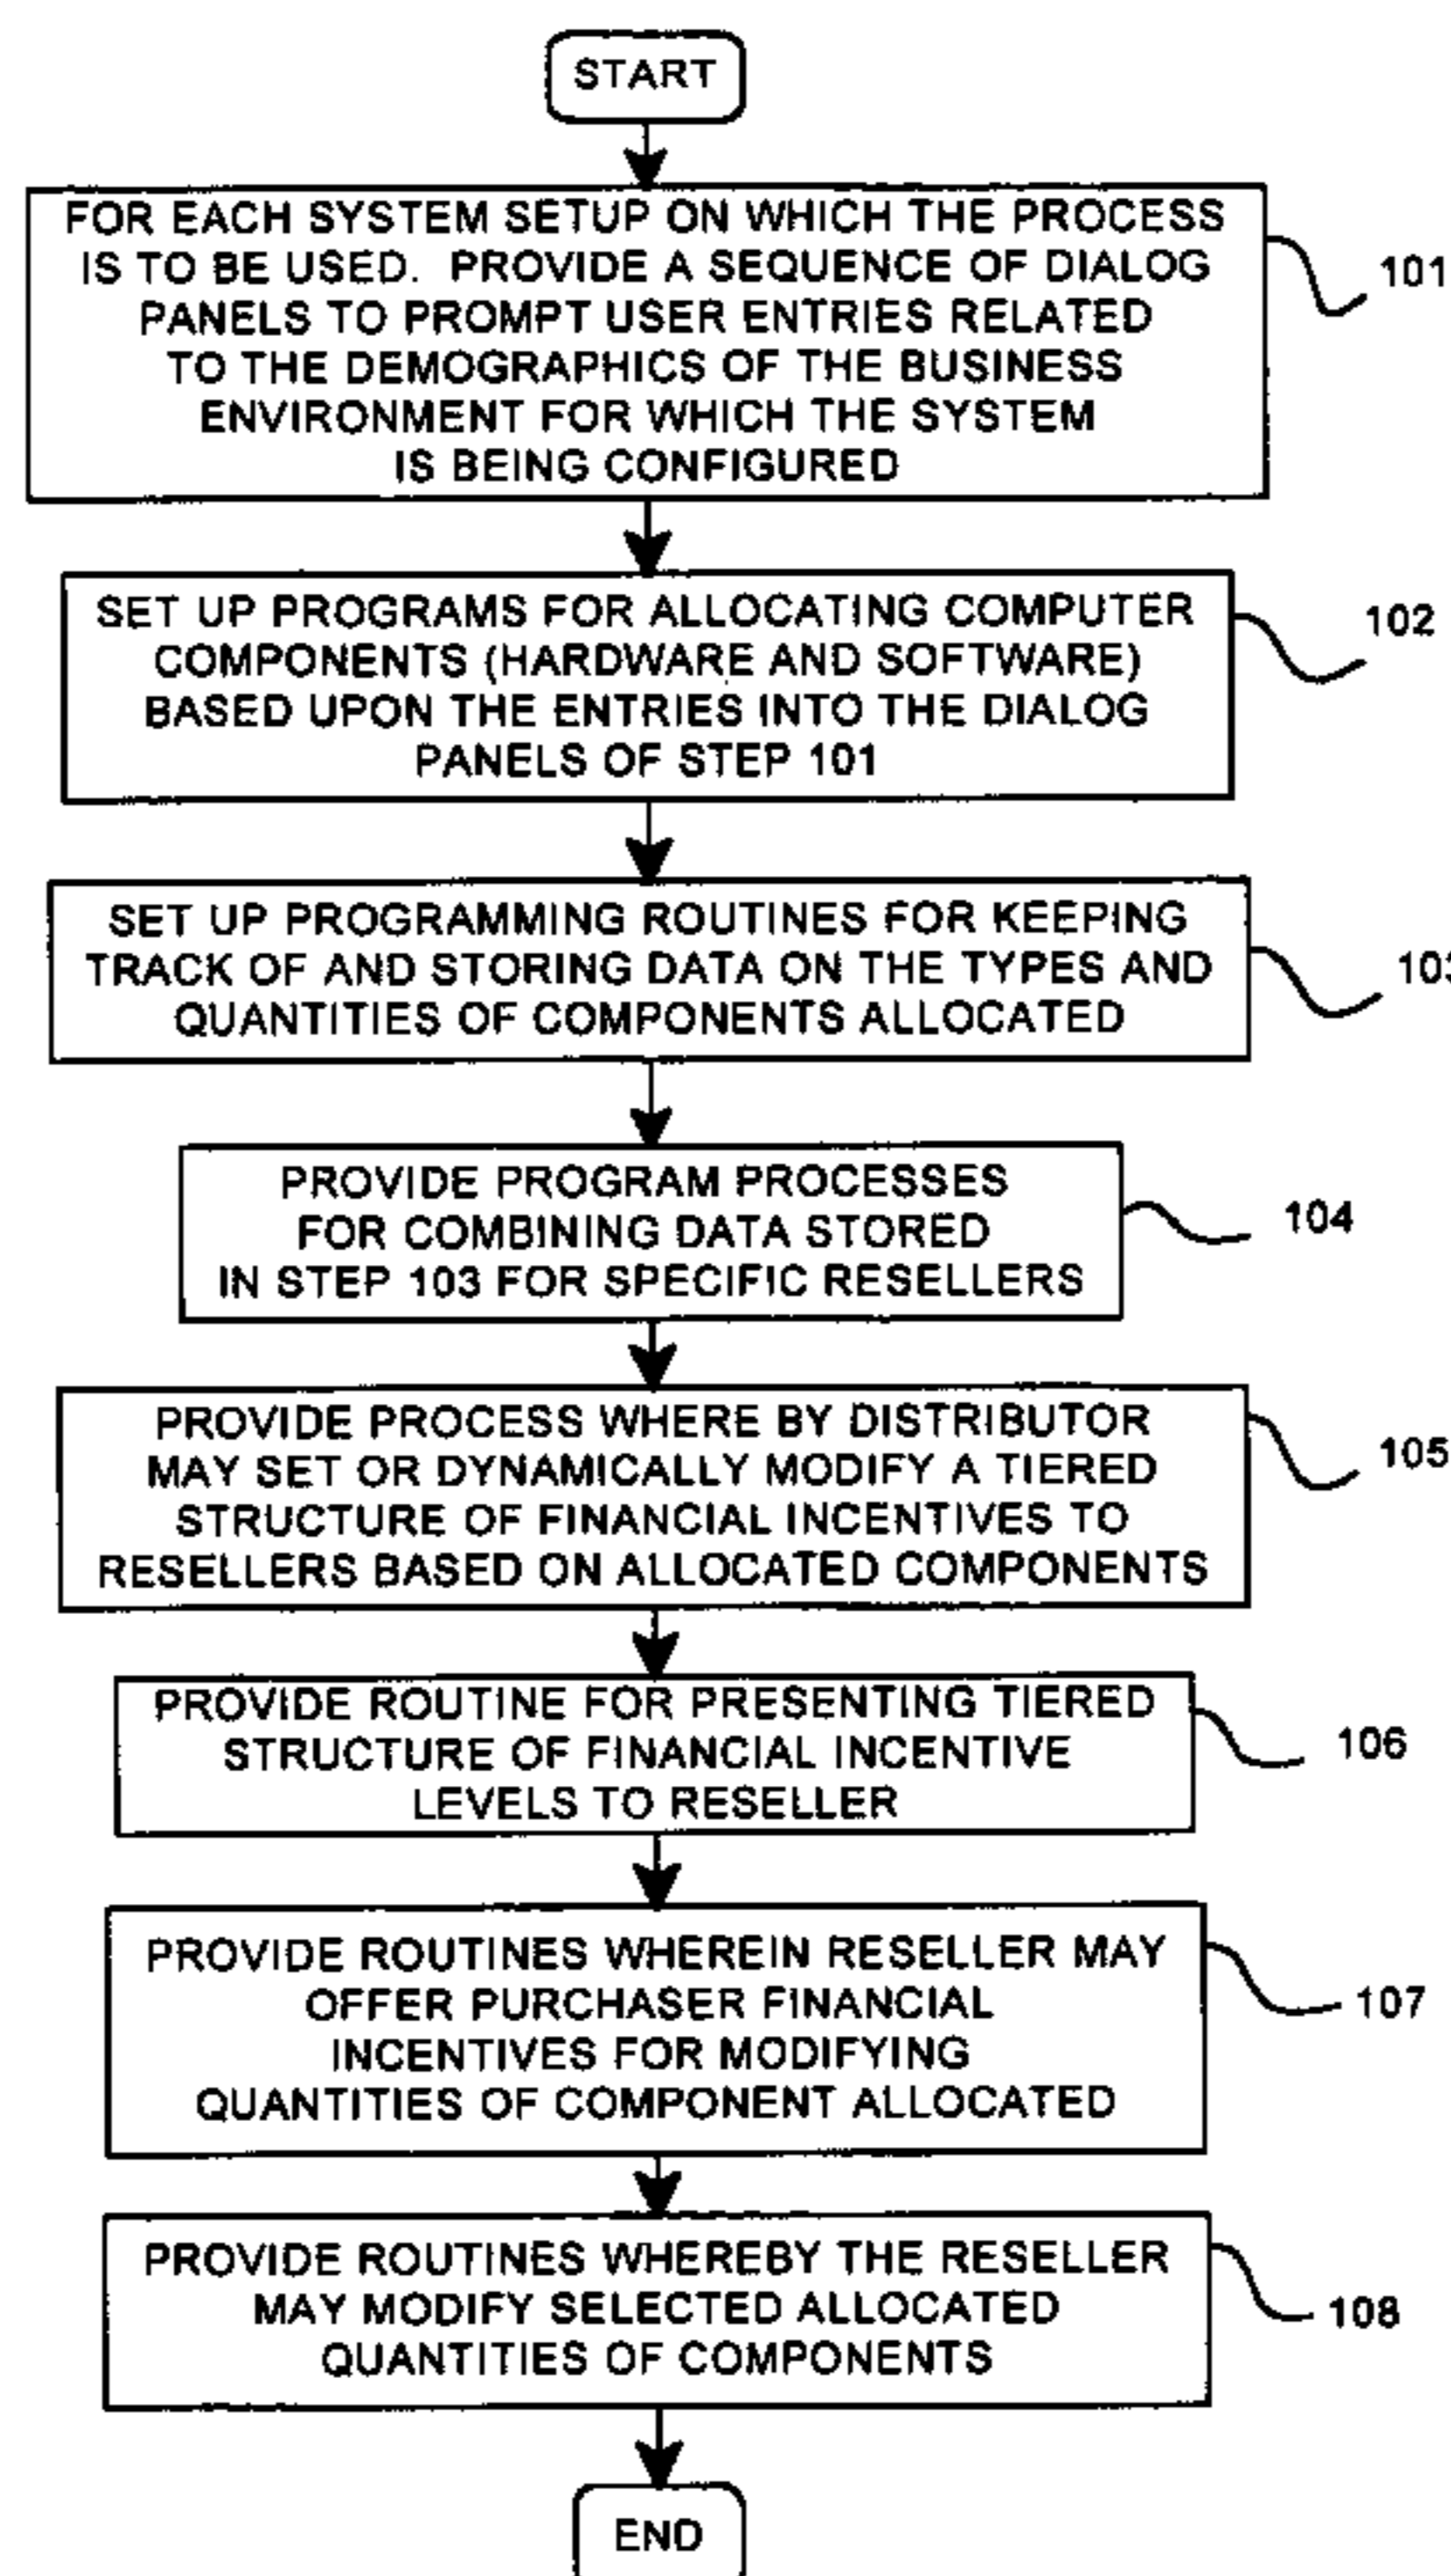 START
FOR EACH SYSTEM SETUP ON WHICH THE PROCESS
IS TO BE USED. PROVIDE A SEQUENCE OF DIALOG
PANELS TO PROMPT USER ENTRIES RELATED
TO THE DEMOGRAPHICS OF THE BUSINESS
ENVIRONMENT FOR WHICH THE SYSTEM
IS BEING CONFIGURED
101
SET UP PROGRAMS FOR ALLOCATING COMPUTER
COMPONENTS (HARDWARE AND SOFTWARE)
BASED UPON THE ENTRIES INTO THE DIALOG
PANELS OF STEP 101
102
SET UP PROGRAMMING ROUTINES FOR KEEPING
TRACK OF AND STORING DATA ON THE TYPES AND
QUANTITIES OF COMPONENTS ALLOCATED
103
PROVIDE PROGRAM PROCESSES
FOR COMBINING DATA STORED
IN STEP 103 FOR SPECIFIC RESELLERS
104
PROVIDE PROCESS WHERE BY DISTRIBUTOR
MAY SET OR DYNAMICALLY MODIFY A TIERED
STRUCTURE OF FINANCIAL INCENTIVES TO
RESELLERS BASED ON ALLOCATED COMPONENTS
105
PROVIDE ROUTINE FOR PRESENTING TIERED
STRUCTURE OF FINANCIAL INCENTIVE
LEVELS TO RESELLER
106
PROVIDE ROUTINES WHEREIN RESELLER MAY
OFFER PURCHASER FINANCIAL
INCENTIVES FOR MODIFYING
QUANTITIES OF COMPONENT ALLOCATED
107
PROVIDE ROUTINES WHEREBY THE RESELLER
MAY MODIFY SELECTED ALLOCATED
QUANTITIES OF COMPONENTS
108
END